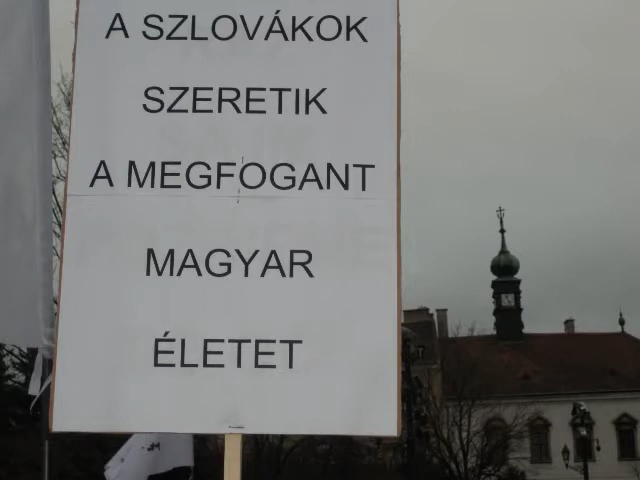 A SZLOVÁKOK
SZERETIK
A MEGFOGANT
MAGYAR
ÉLETET